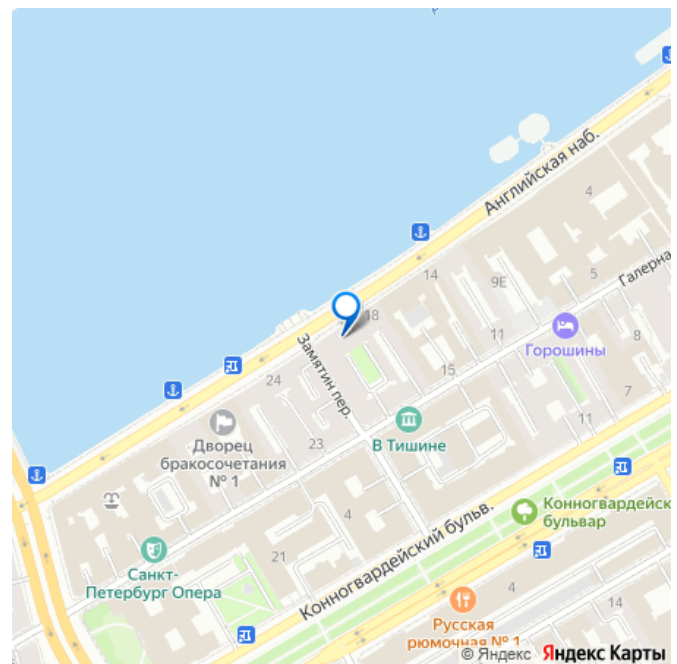 Английская наб.
4
14
9Е
5
Галерна
18
11
Горошины
8
Замятин пер.
15
7
24
11
В Тишине
Дворец
бракосочетания
№ 1
23
Конногвардейск
бульвар
4
Конногвардейский бульв.
21
Санкт-
Петербург Опера
4
14
Русская
рюмочная № 1
© Яндекс Яндекс Карты